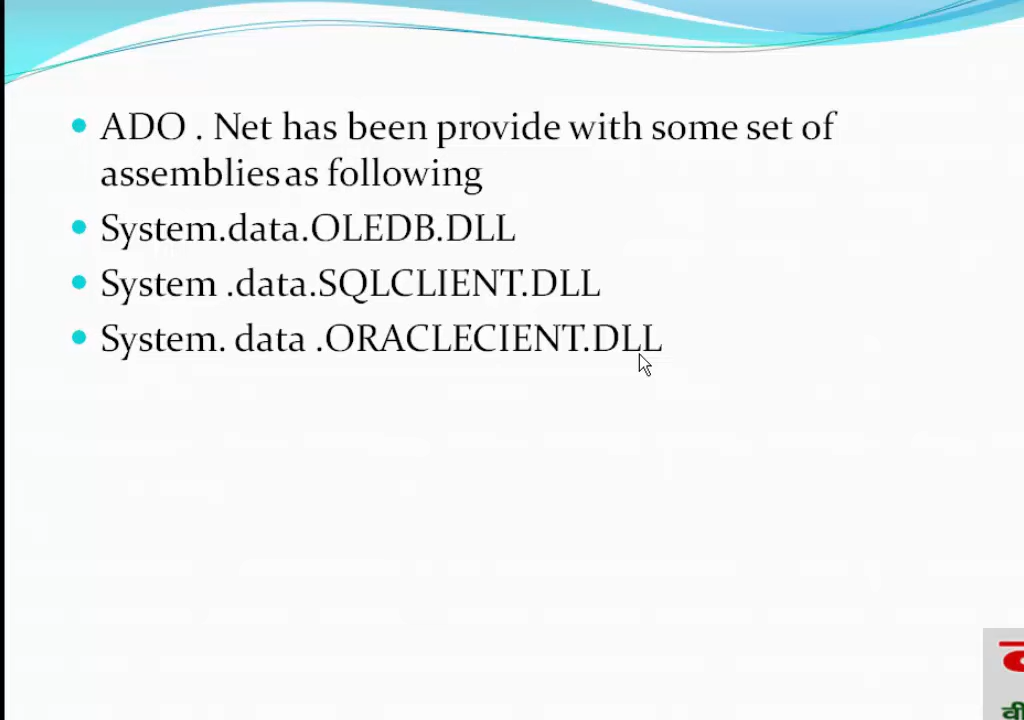 ADO . Net has been provide with some set of
assemblies as following
System.data.OLEDB.DLL
System .data.SQLCLIENT.DLL
System. data .ORACLECIENT.DLL